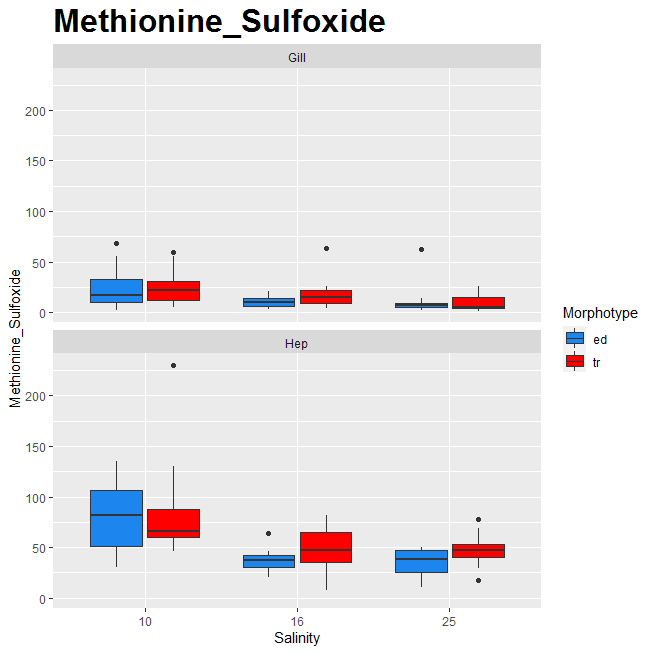 Methionine_Sulfoxide
Gill
200
150
100
50
0
Methionine_Sulfoxide
Hep
200
150
100
50
0
10 16 25
Salinity
Morphotype
ed
tr